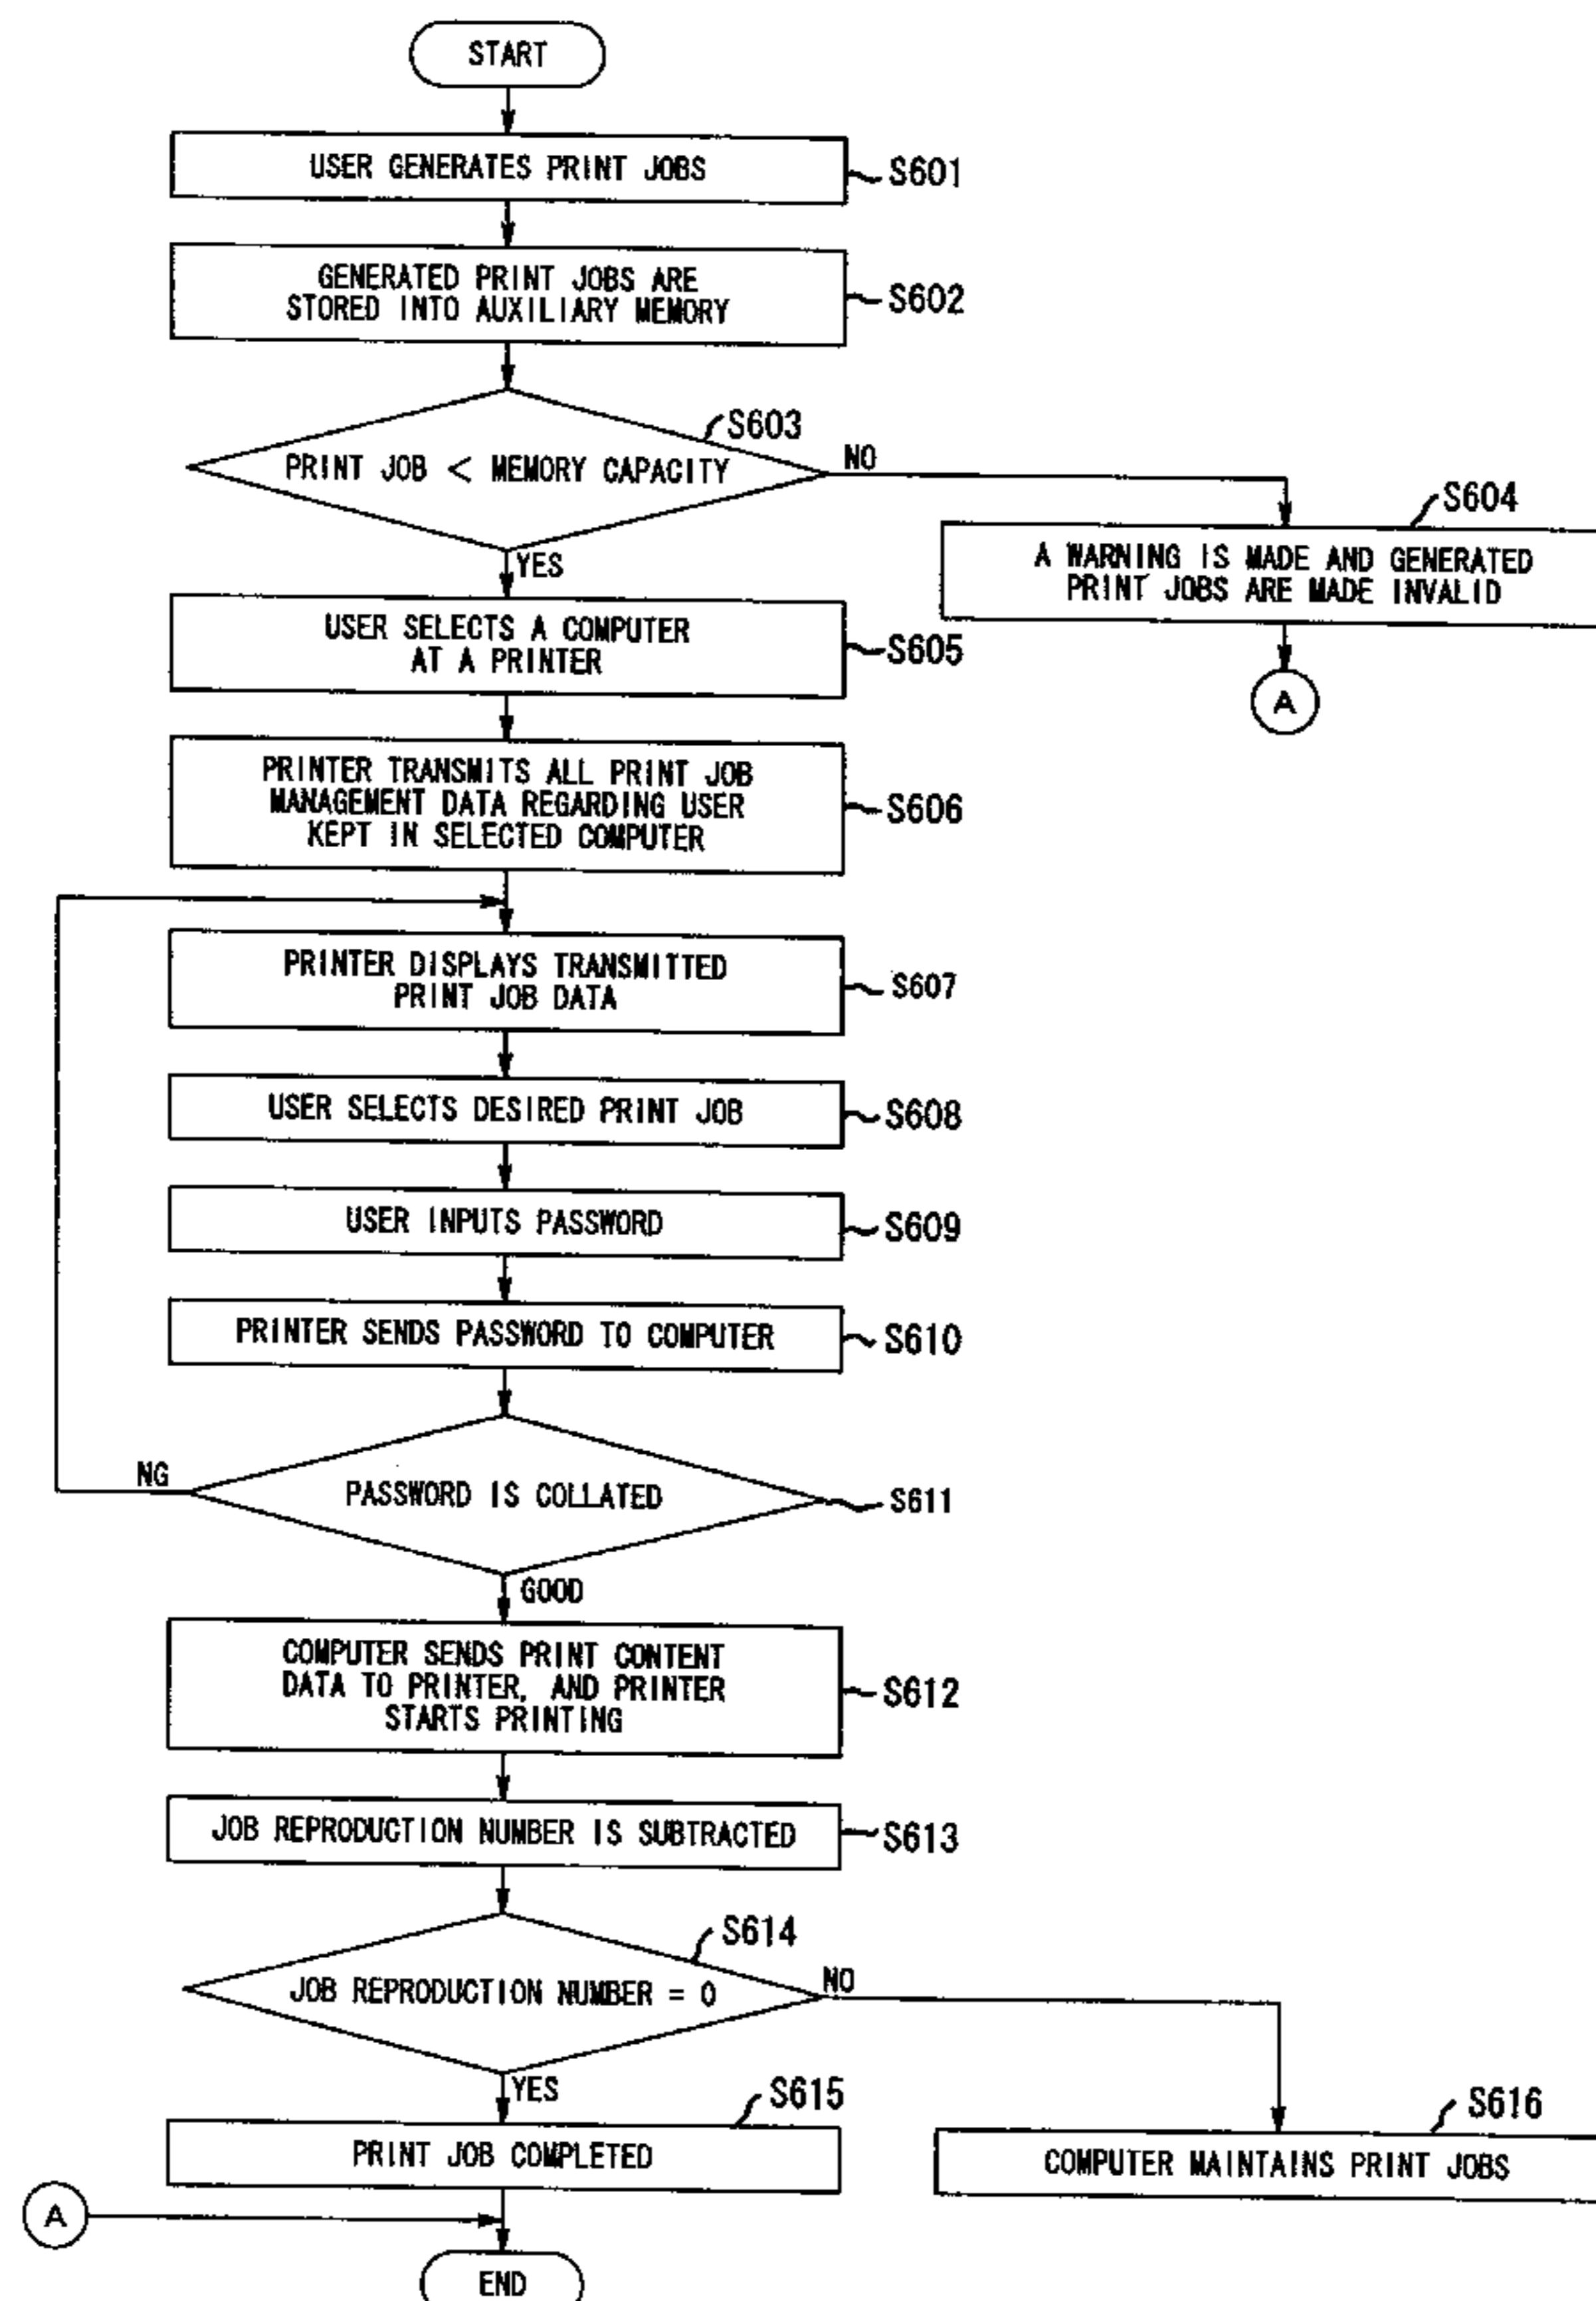 START
USER GENERATES PRINT JOBS
S601
GENERATED PRINT JOBS ARE
STORED INTO AUXILIARY MEMORY
S602
S603
PRINT JOB < MEMORY CAPACITY
NO
YES
S604
A WARNING IS MADE AND GENERATED
PRINT JOBS ARE MADE INVALID
A
USER SELECTS A COMPUTER
AT A PRINTER
S605
PRINTER TRANSMITS ALL PRINT JOB
MANAGEMENT DATA REGARDING USER
KEPT IN SELECTED COMPUTER
S606
PRINTER DISPLAYS TRANSMITTED
PRINT JOB DATA
S607
USER SELECTS DESIRED PRINT JOB
S608
USER INPUTS PASSWORD
S609
PRINTER SENDS PASSWORD TO COMPUTER
S610
NG
PASSWORD IS COLLATED
S611
GOOD
COMPUTER SENDS PRINT CONTENT
DATA TO PRINTER, AND PRINTER
STARTS PRINTING
S612
JOB REPRODUCTION NUMBER IS SUBTRACTED
S613
S614
JOB REPRODUCTION NUMBER = 0
NO
YES
S615
PRINT JOB COMPLETED
S616
COMPUTER MAINTAINS PRINT JOBS
A
END